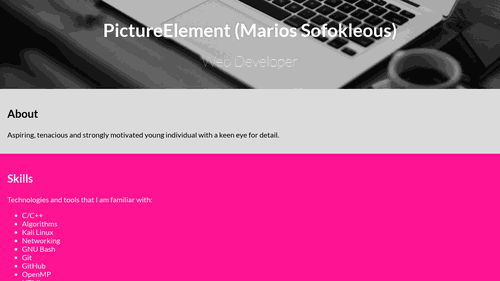 PictureElement (Marios Sofokleous)
Web Developer
About
Aspiring, tenacious and strongly motivated young individual with a keen eye for detail.
Skills
Technologies and tools that I am familiar with:
C/C++
Algorithms
Kali Linux
Networking
GNU Bash
Git
GitHub
OpenMP